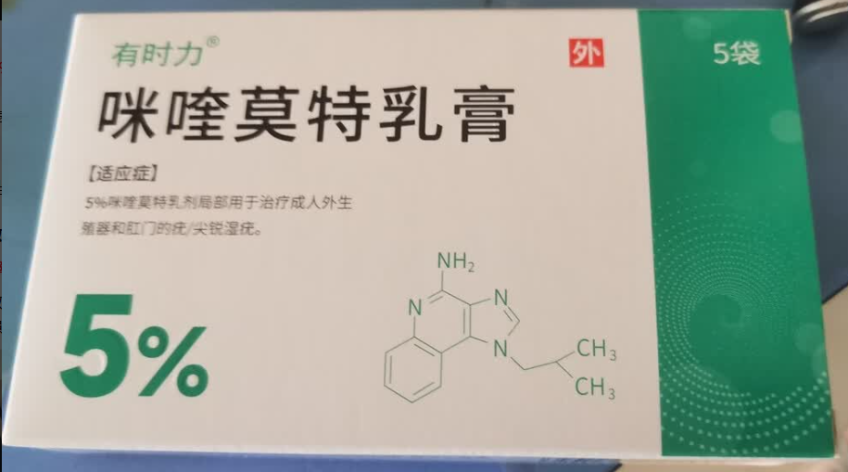 有时力®
外
5袋
咪喹莫特乳膏
【适应症】
5%咪喹莫特乳剂局部用于治疗成人外生
殖器和肛门的疣/尖锐湿疣。
5%
NH₂
N
N
N
CH₃
CH₃